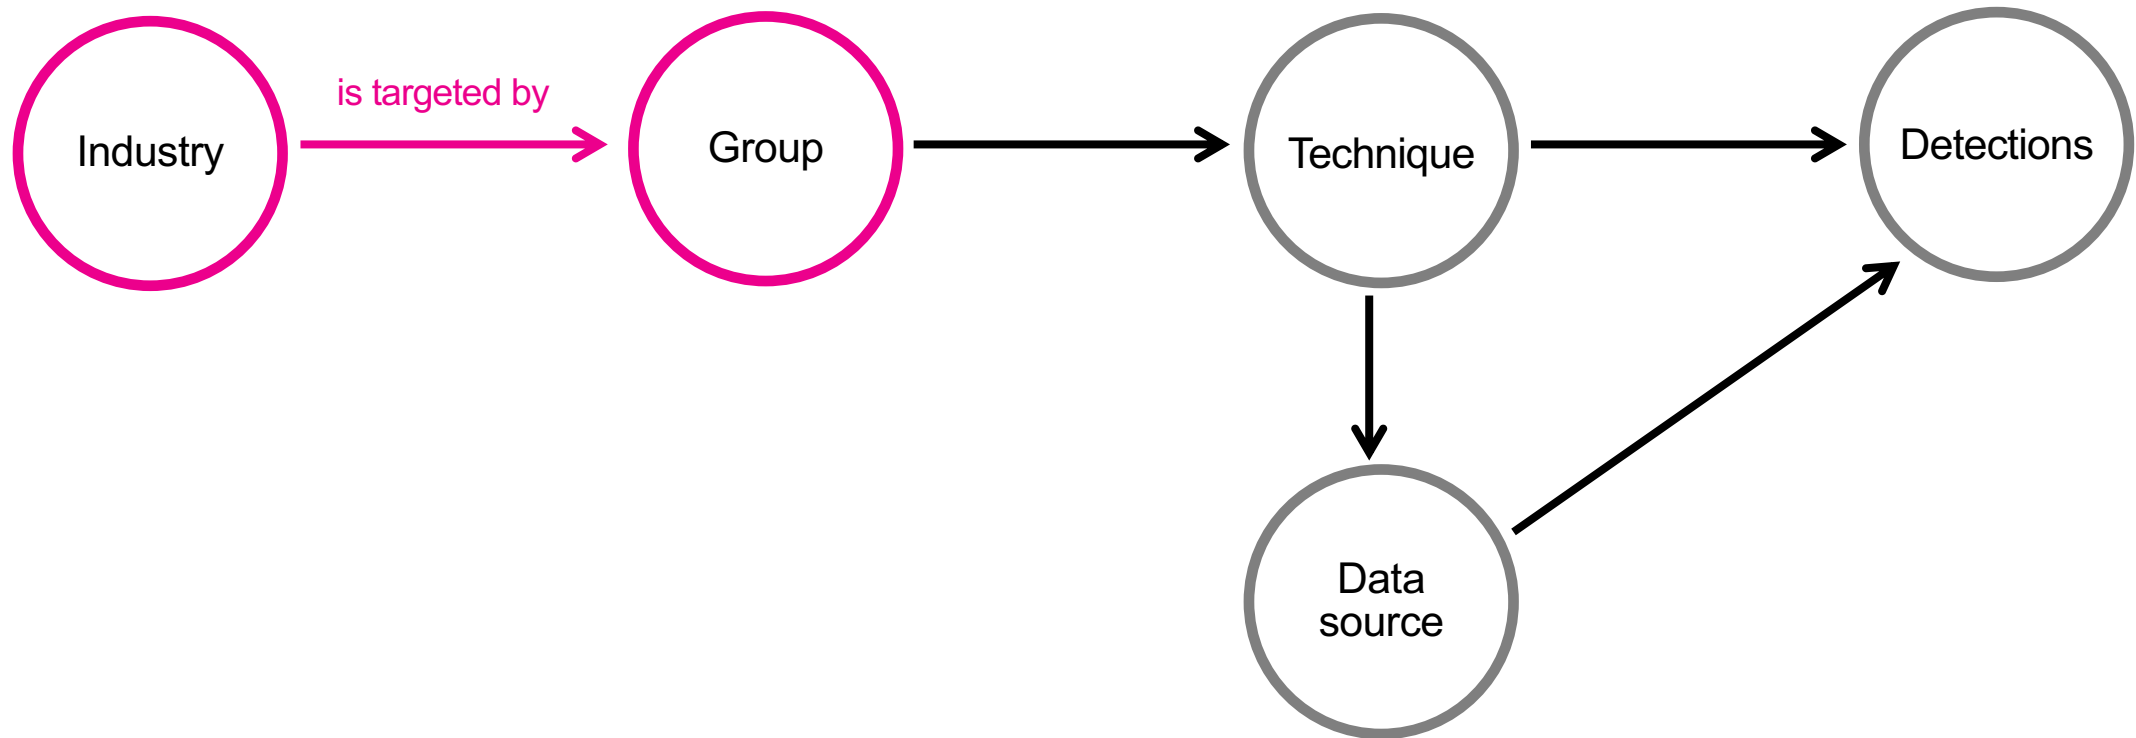 is targeted by
Industry
Group
Technique
Detections
Data
source